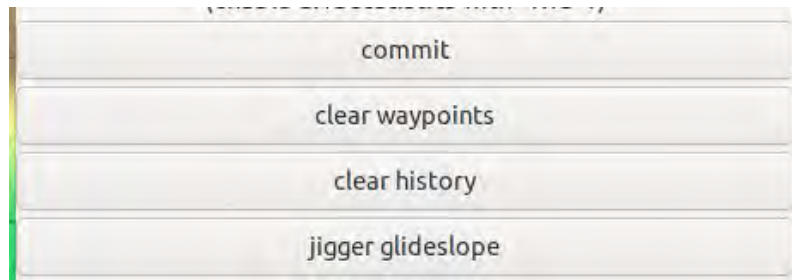 commit
clear waypoints
clear history
jigger glideslope